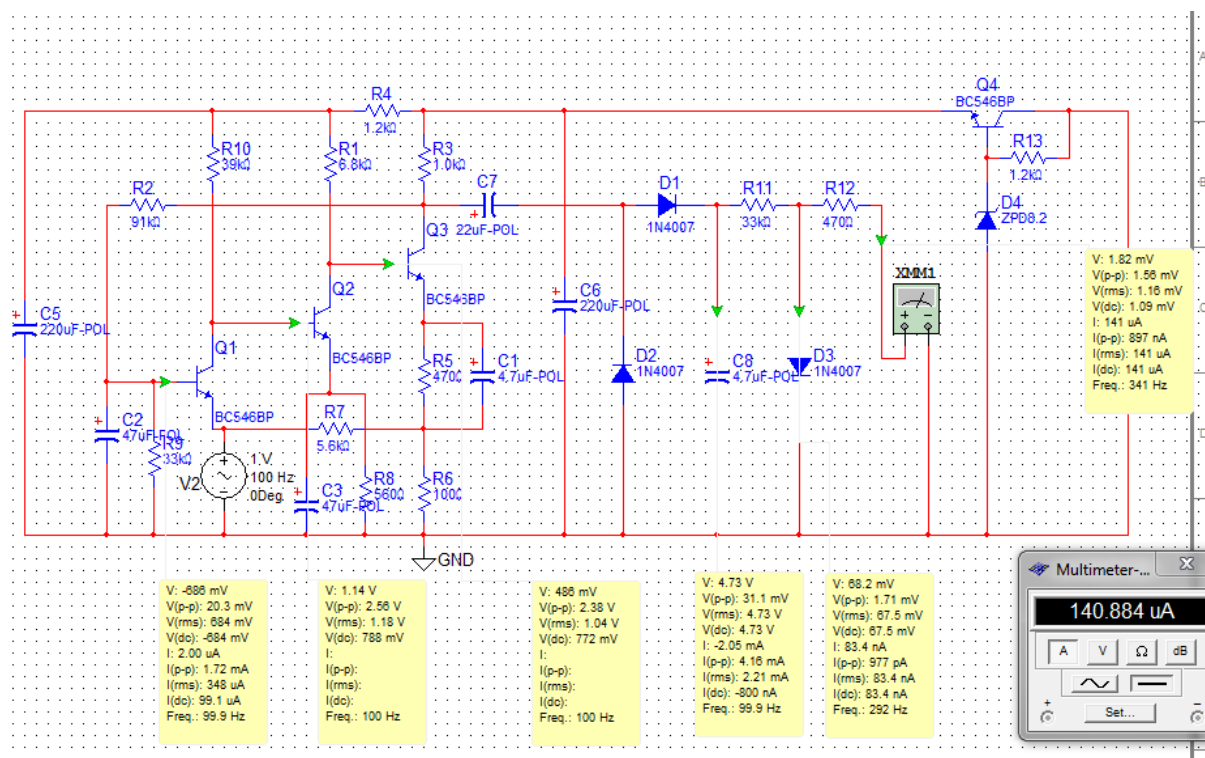 R4
1.2kΩ
Q4
BC546BP
R10
39kΩ
R1
6.8kΩ
R3
1.0kΩ
R13
1.2kΩ
R2
91kΩ
C7
22uF-POL
D1
1N4007
R11
33kΩ
R12
470Ω
D4
ZPD8.2
Q3
BC546BP
XMM1
V: 1.82 mV
V(p-p): 1.56 mV
V(rms): 1.16 mV
V(dc): 1.09 mV
I: 141 uA
I(p-p): 897 nA
I(rms): 141 uA
I(dc): 141 uA
Freq.: 341 Hz
C5
220uF-POL
Q2
BC546BP
C6
220uF-POL
Q1
BC546BP
R5
470Ω
C1
4.7uF-POL
D2
1N4007
C8
4.7uF-POL
D3
1N4007
C2
47uF-POL
R9
33kΩ
R7
5.6kΩ
V2
1 V
100 Hz
0Deg
C3
47uF-POL
R8
560Ω
R6
100Ω
GND
V: -686 mV
V(p-p): 20.3 mV
V(rms): 684 mV
V(dc): -684 mV
I: 2.00 uA
I(p-p): 1.72 mA
I(rms): 348 uA
I(dc): 99.1 uA
Freq.: 99.9 Hz
V: 1.14 V
V(p-p): 2.56 V
V(rms): 1.18 V
V(dc): 788 mV
I:
I(p-p):
I(rms):
I(dc):
Freq.: 100 Hz
V: 486 mV
V(p-p): 2.38 V
V(rms): 1.04 V
V(dc): 772 mV
I:
I(p-p):
I(rms):
I(dc):
Freq.: 100 Hz
V: 4.73 V
V(p-p): 31.1 mV
V(rms): 4.73 V
V(dc): 4.73 V
I: -2.05 mA
I(p-p): 4.16 mA
I(rms): 2.21 mA
I(dc): -800 nA
Freq.: 99.9 Hz
V: 68.2 mV
V(p-p): 1.71 mV
V(rms): 67.5 mV
V(dc): 67.5 mV
I: 83.4 nA
I(p-p): 977 pA
I(rms): 83.4 nA
I(dc): 83.4 nA
Freq.: 292 Hz
Multimeter-...
140.884 uA
A V Ω dB
Set...